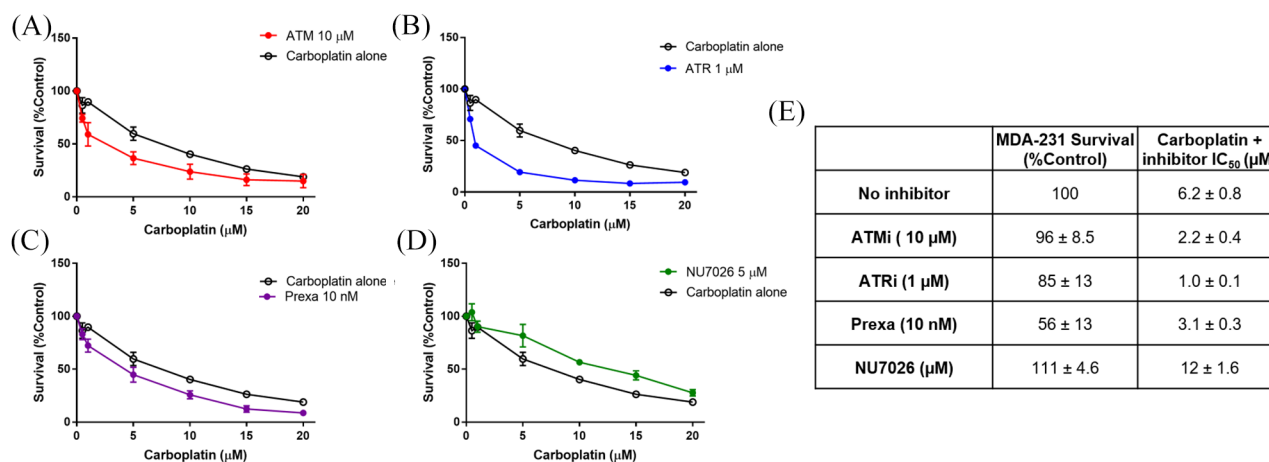 (A)
150
100
50
0
Survival (%Control)
ATM 10 μM
Carboplatin alone
0 5 10 15 20
Carboplatin (μM)
(B)
150
100
50
0
Survival (%Control)
Carboplatin alone
ATR 1 μM
0 5 10 15 20
Carboplatin (μM)
(C)
150
100
50
0
Survival (%Control)
Carboplatin alone
Prexa 10 nM
0 5 10 15 20
Carboplatin (μM)
(D)
150
100
50
0
Survival (%Control)
NU7026 5 μM
Carboplatin alone
0 5 10 15 20
Carboplatin (μM)
(E)
MDA-231 Survival (%Control)
Carboplatin + inhibitor IC50 (μM
No inhibitor 100 6.2 ± 0.8
ATMi ( 10 μM) 96 ± 8.5 2.2 ± 0.4
ATRi (1 μM) 85 ± 13 1.0 ± 0.1
Prexa (10 nM) 56 ± 13 3.1 ± 0.3
NU7026 (μM) 111 ± 4.6 12 ± 1.6